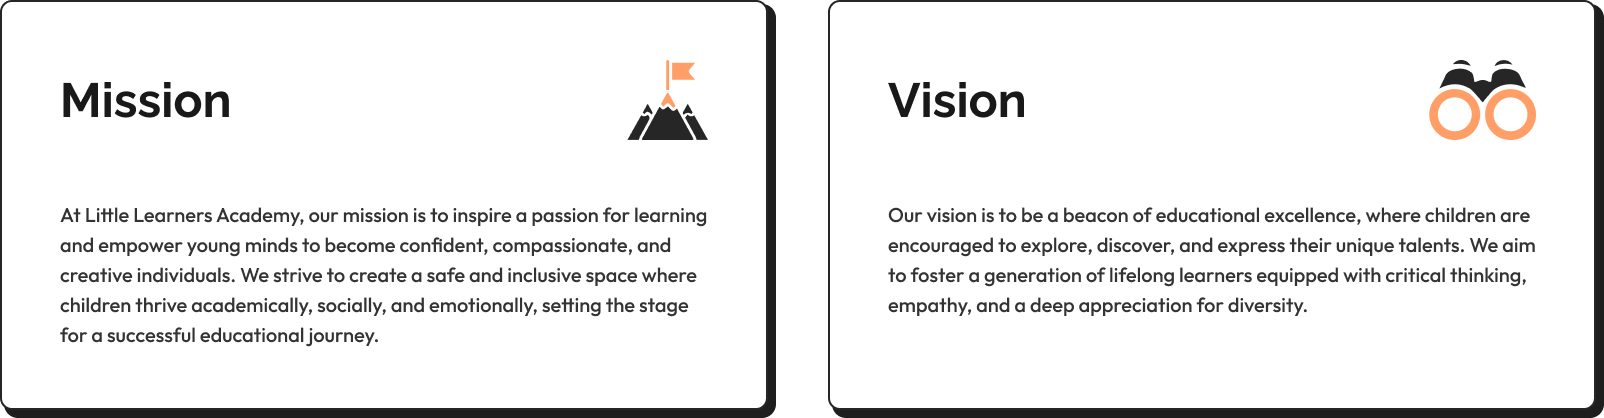 Mission
At Little Learners Academy, our mission is to inspire a passion for learning
and empower young minds to become confident, compassionate, and
creative individuals. We strive to create a safe and inclusive space where
children thrive academically, socially, and emotionally, setting the stage
for a successful educational journey.
Vision
Our vision is to be a beacon of educational excellence, where children are
encouraged to explore, discover, and express their unique talents. We aim
to foster a generation of lifelong learners equipped with critical thinking,
empathy, and a deep appreciation for diversity.